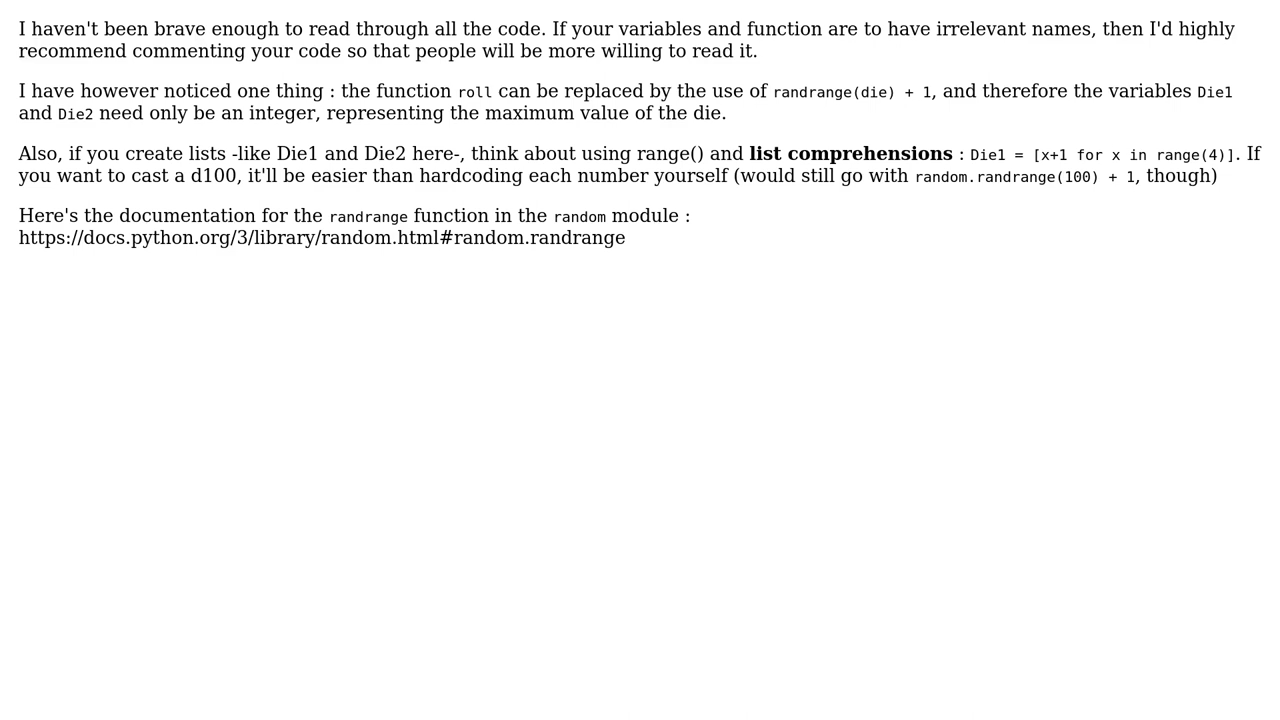 I haven't been brave enough to read through all the code. If your variables and function are to have irrelevant names, then I'd highly
recommend commenting your code so that people will be more willing to read it.
I have however noticed one thing : the function roll can be replaced by the use of randrange(die) + 1, and therefore the variables Die1
and Die2 need only be an integer, representing the maximum value of the die.
Also, if you create lists -like Die1 and Die2 here-, think about using range() and list comprehensions : Die1 = [x+1 for x in range(4)]. If
you want to cast a d100, it'll be easier than hardcoding each number yourself (would still go with random.randrange(100) + 1, though)
Here's the documentation for the randrange function in the random module :
https://docs.python.org/3/library/random.html#random.randrange